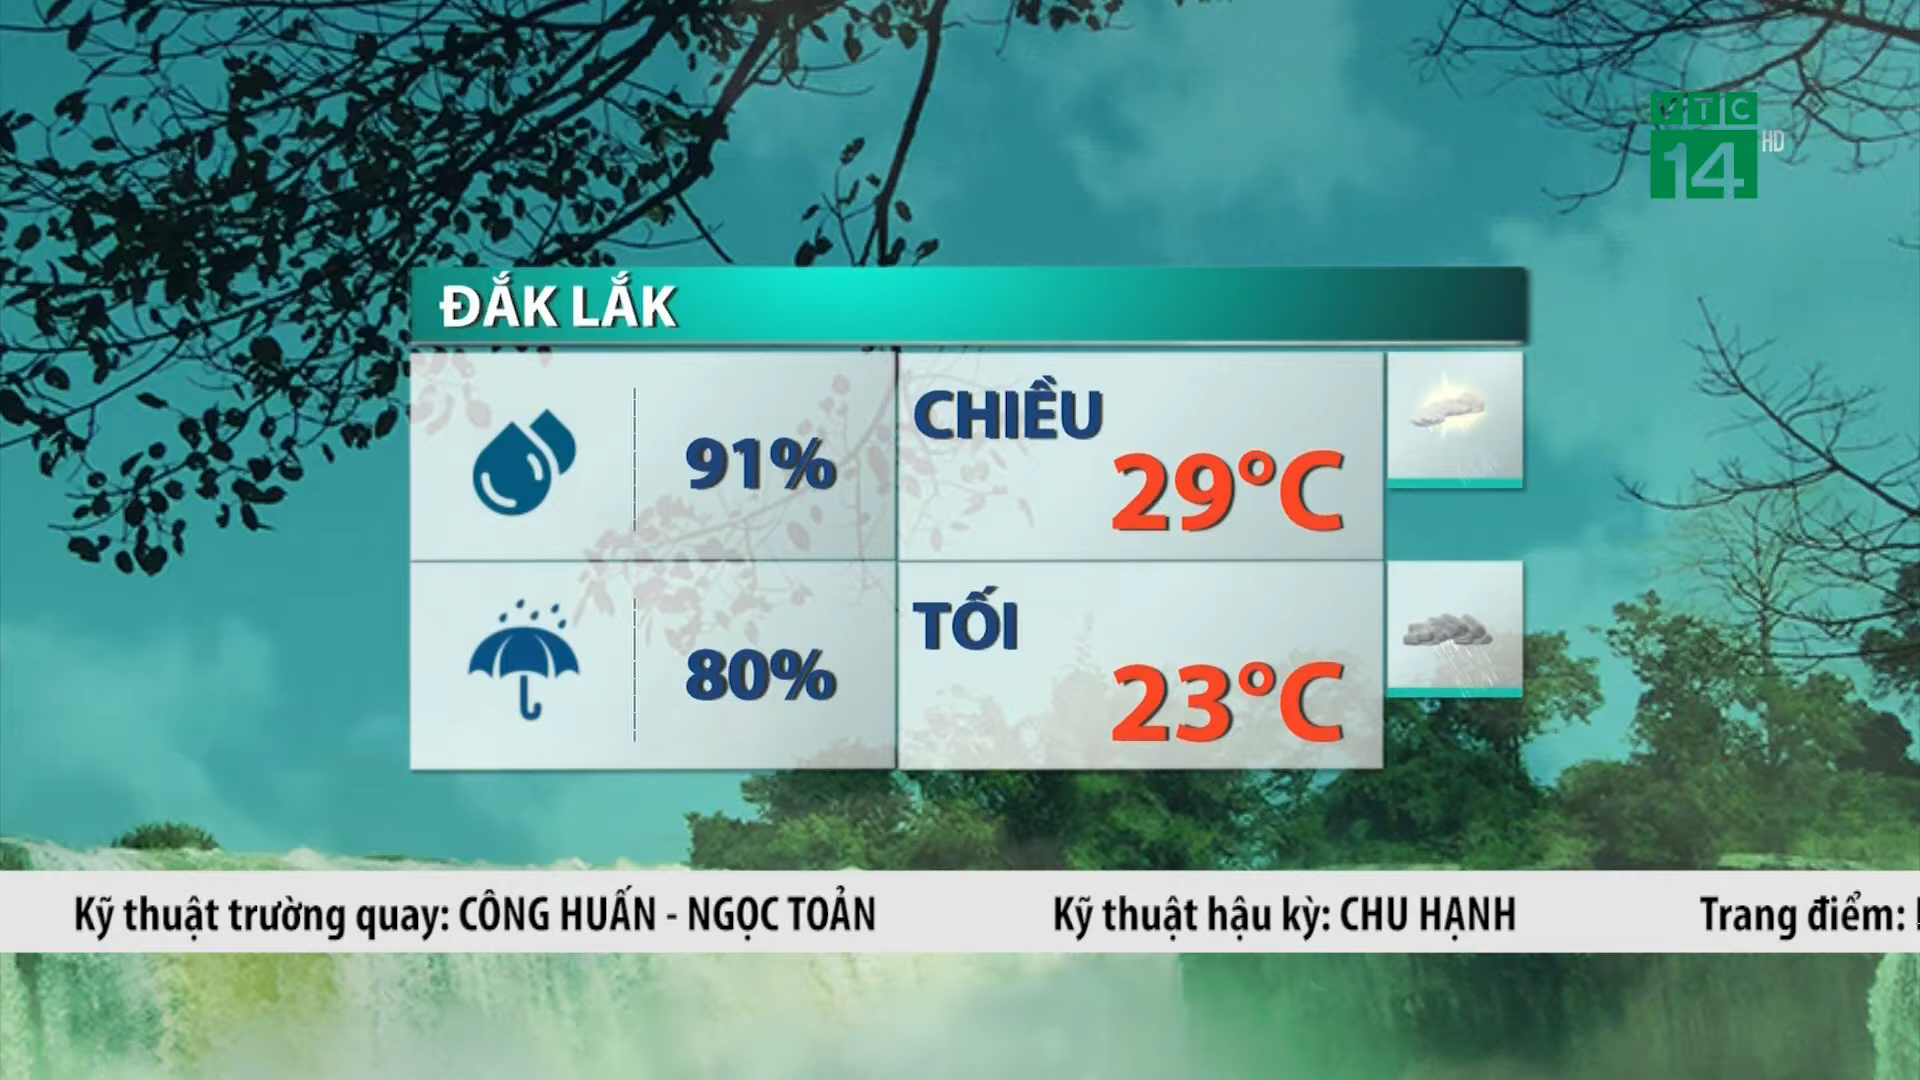 VTC
14 HD
ĐẮK LẮK
91%
CHIỀU
29°C
80%
TỐI
23°C
Kỹ thuật trường quay: CÔNG HUẤN - NGỌC TOẢN
Kỹ thuật hậu kỳ: CHU HẠNH
Trang điểm: